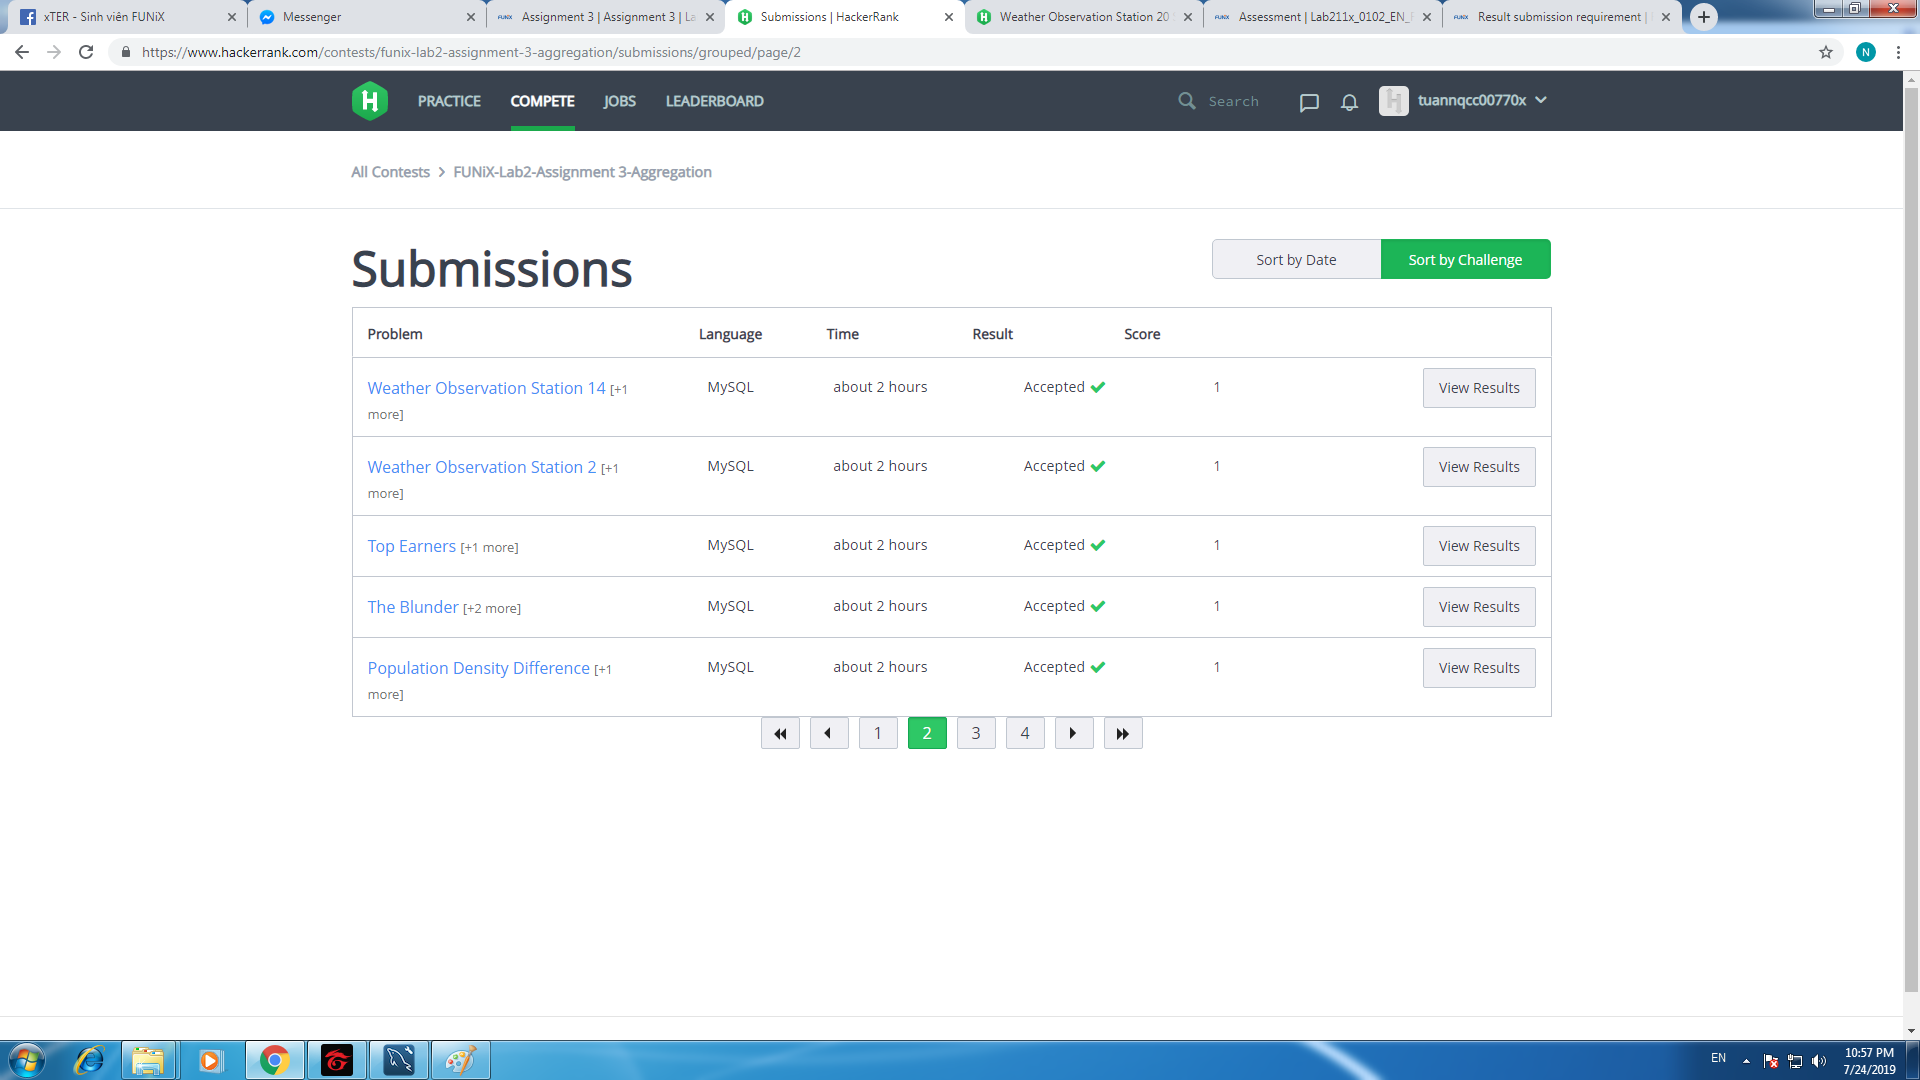 xTER - Sinh viên FUNiX
Messenger
FUNiX Assignment 3 | Assignment 3 | La
Submissions | HackerRank
Weather Observation Station 20
FUNiX Assessment | Lab211x_0102_EN_
FUNiX Result submission requirement |
https://www.hackerrank.com/contests/funix-lab2-assignment-3-aggregation/submissions/grouped/page/2
N
H PRACTICE COMPETE JOBS LEADERBOARD Search tuannqcc00770x
All Contests > FUNiX-Lab2-Assignment 3-Aggregation
Submissions
Sort by Date Sort by Challenge
Problem Language Time Result Score
Weather Observation Station 14 [+1 MySQL about 2 hours Accepted 1 View Results
more]
Weather Observation Station 2 [+1 MySQL about 2 hours Accepted 1 View Results
more]
Top Earners [+1 more] MySQL about 2 hours Accepted 1 View Results
The Blunder [+2 more] MySQL about 2 hours Accepted 1 View Results
Population Density Difference [+1 MySQL about 2 hours Accepted 1 View Results
more]
1 2 3 4
EN
10:57 PM
7/24/2019